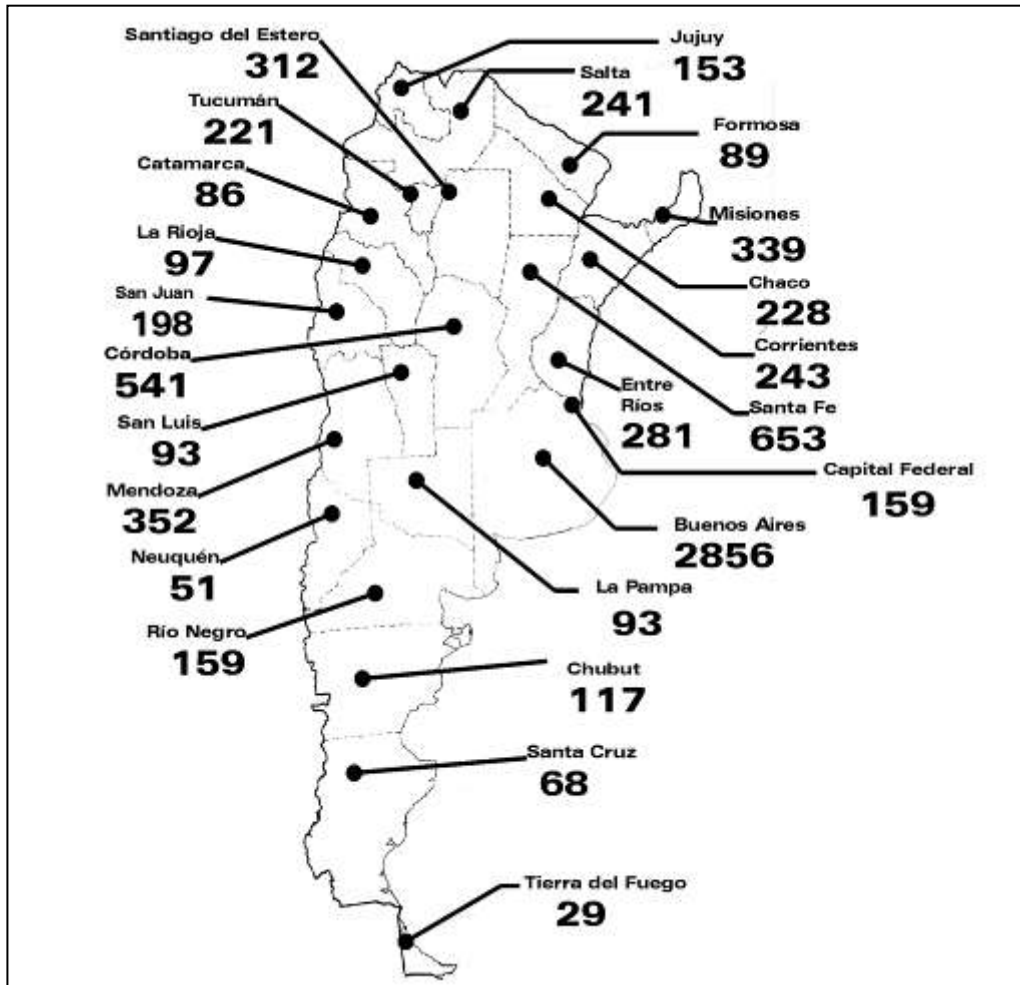 Santiago del Estero
312
Tucumán
221
Catamarca
86
La Rioja
97
San Juan
198
Córdoba
541
San Luis
93
Mendoza
352
Neuquén
51
Río Negro
159
Jujuy
153
Salta
241
Formosa
89
Misiones
339
Chaco
228
Corrientes
243
Entre
Ríos
281
Santa Fe
653
Capital Federal
159
Buenos Aires
2856
La Pampa
93
Chubut
117
Santa Cruz
68
Tierra del Fuego
29